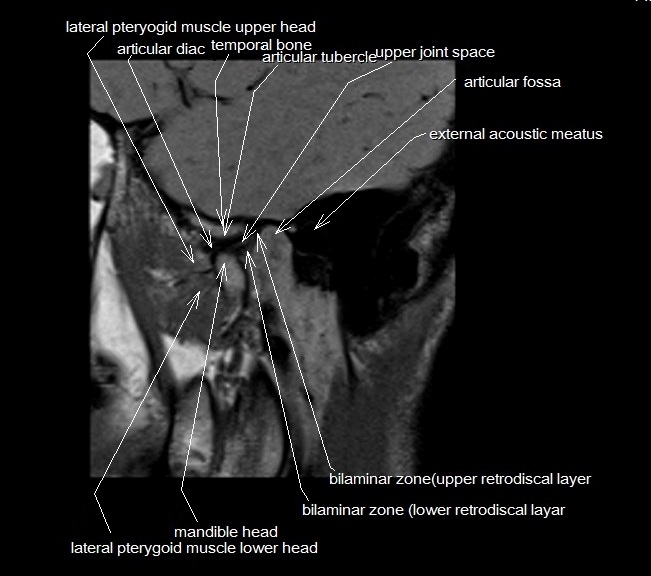 lateral pteryogid muscle upper head
articular diac
temporal bone
articular tubercle
upper joint space
articular fossa
external acoustic meatus
bilaminar zone(upper retrodiscal layer
bilaminar zone (lower retrodiscal layar
mandible head
lateral pterygoid muscle lower head